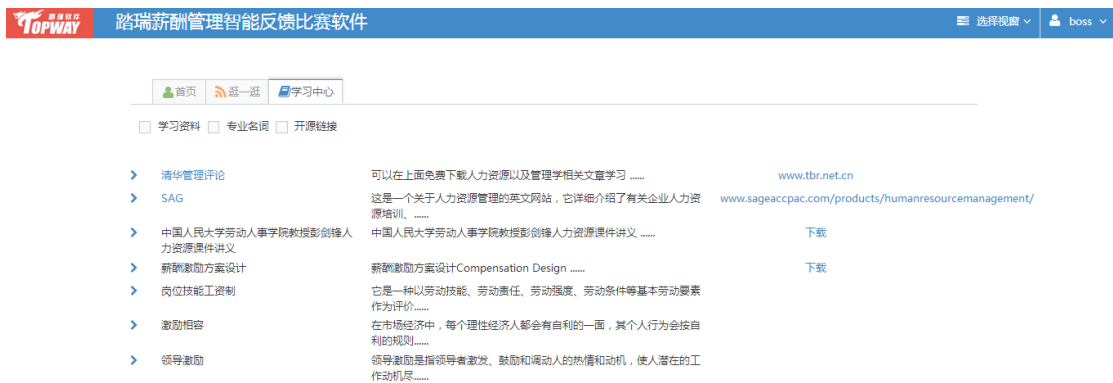 踏瑞软件
TOPWAY
踏瑞薪酬管理智能反馈比赛软件
选择视窗
boss
首页 逛一逛 学习中心
学习资料 专业名词 开源链接
清华管理评论 可以在上面免费下载人力资源以及管理学相关文章学习 ...... www.tbr.net.cn
SAG 这是一个关于人力资源管理的英文网站，它详细介绍了有关企业人力资 www.sageaccpac.com/products/humanresourcemanagement/
源培训、......
中国人民大学劳动人事学院教授彭剑锋人 中国人民大学劳动人事学院教授彭剑锋人力资源课件讲义 ...... 下载
力资源课件讲义
薪酬激励方案设计 薪酬激励方案设计Compensation Design ...... 下载
岗位技能工资制 它是一种以劳动技能、劳动责任、劳动强度、劳动条件等基本劳动要素
作为评价......
激励相容 在市场经济中，每个理性经济人都会有自利的一面，其个人行为会按自
利的规则......
领导激励 领导激励是指领导者激发、鼓励和调动人的热情和动机，使人潜在的工
作动机尽......